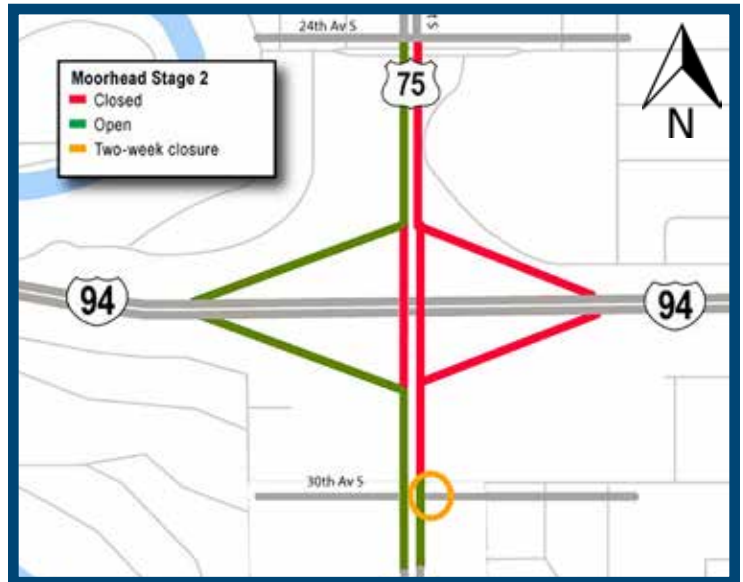 24th Av S
75
N
Moorhead Stage 2
Closed
Open
Two-week closure
94
94
30th Av S